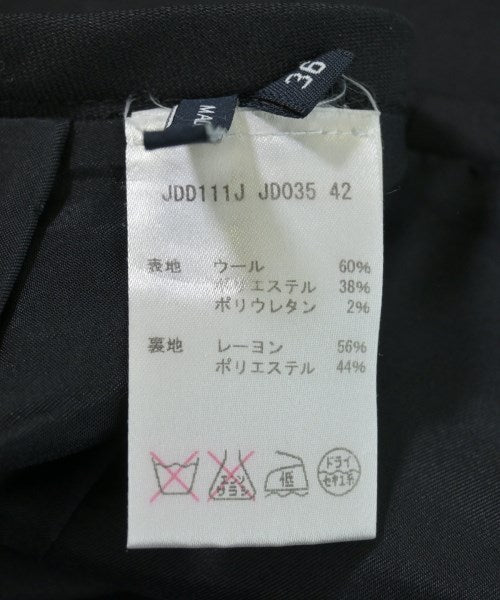 36
MA
JDD111J JD035 42
表地 ウール 60%
ポリエステル 38%
ポリウレタン 2%
裏地 レーヨン 56%
ポリエステル 44%
エンソ
サラシ
低
ドライ
セキユ系